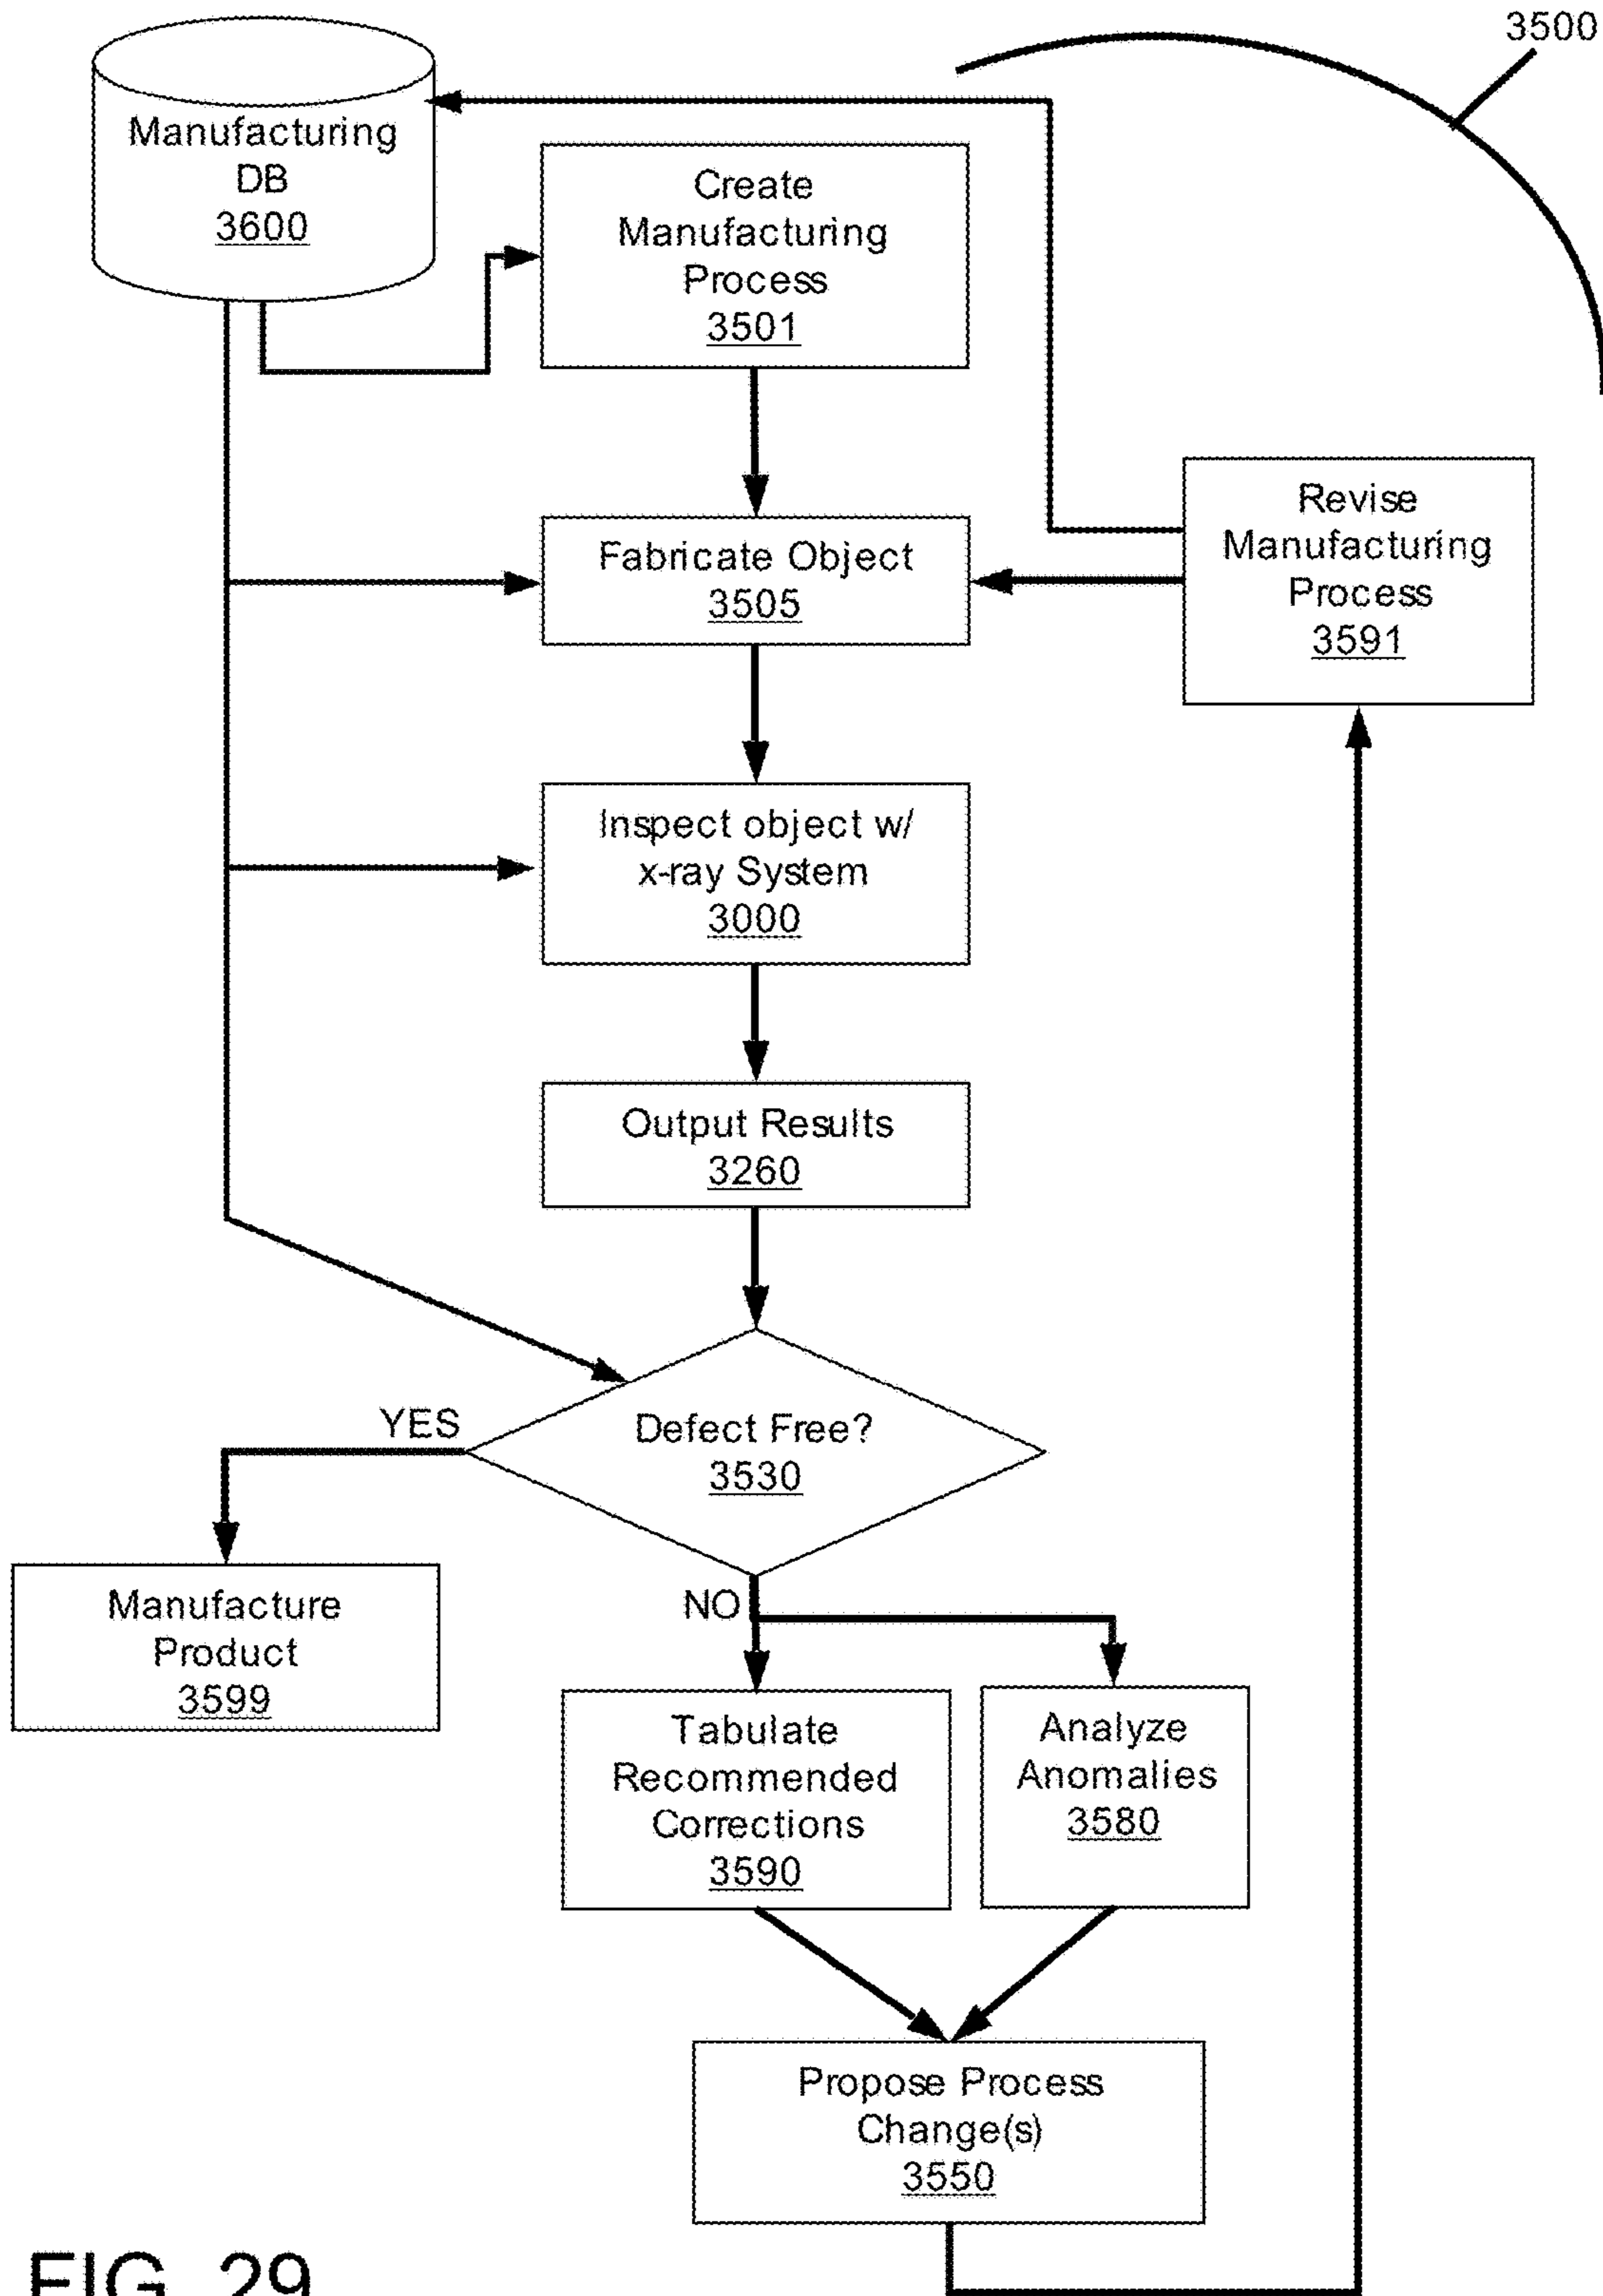 3500
Manufacturing
DB
3600
Create
Manufacturing
Process
3501
Revise
Manufacturing
Process
3591
Fabricate Object
3505
Inspect object w/
x-ray System
3000
Output Results
3260
Defect Free?
3530
YES
NO
Manufacture
Product
3599
Tabulate
Recommended
Corrections
3590
Analyze
Anomalies
3580
Propose Process
Change(s)
3550
FIG. 29